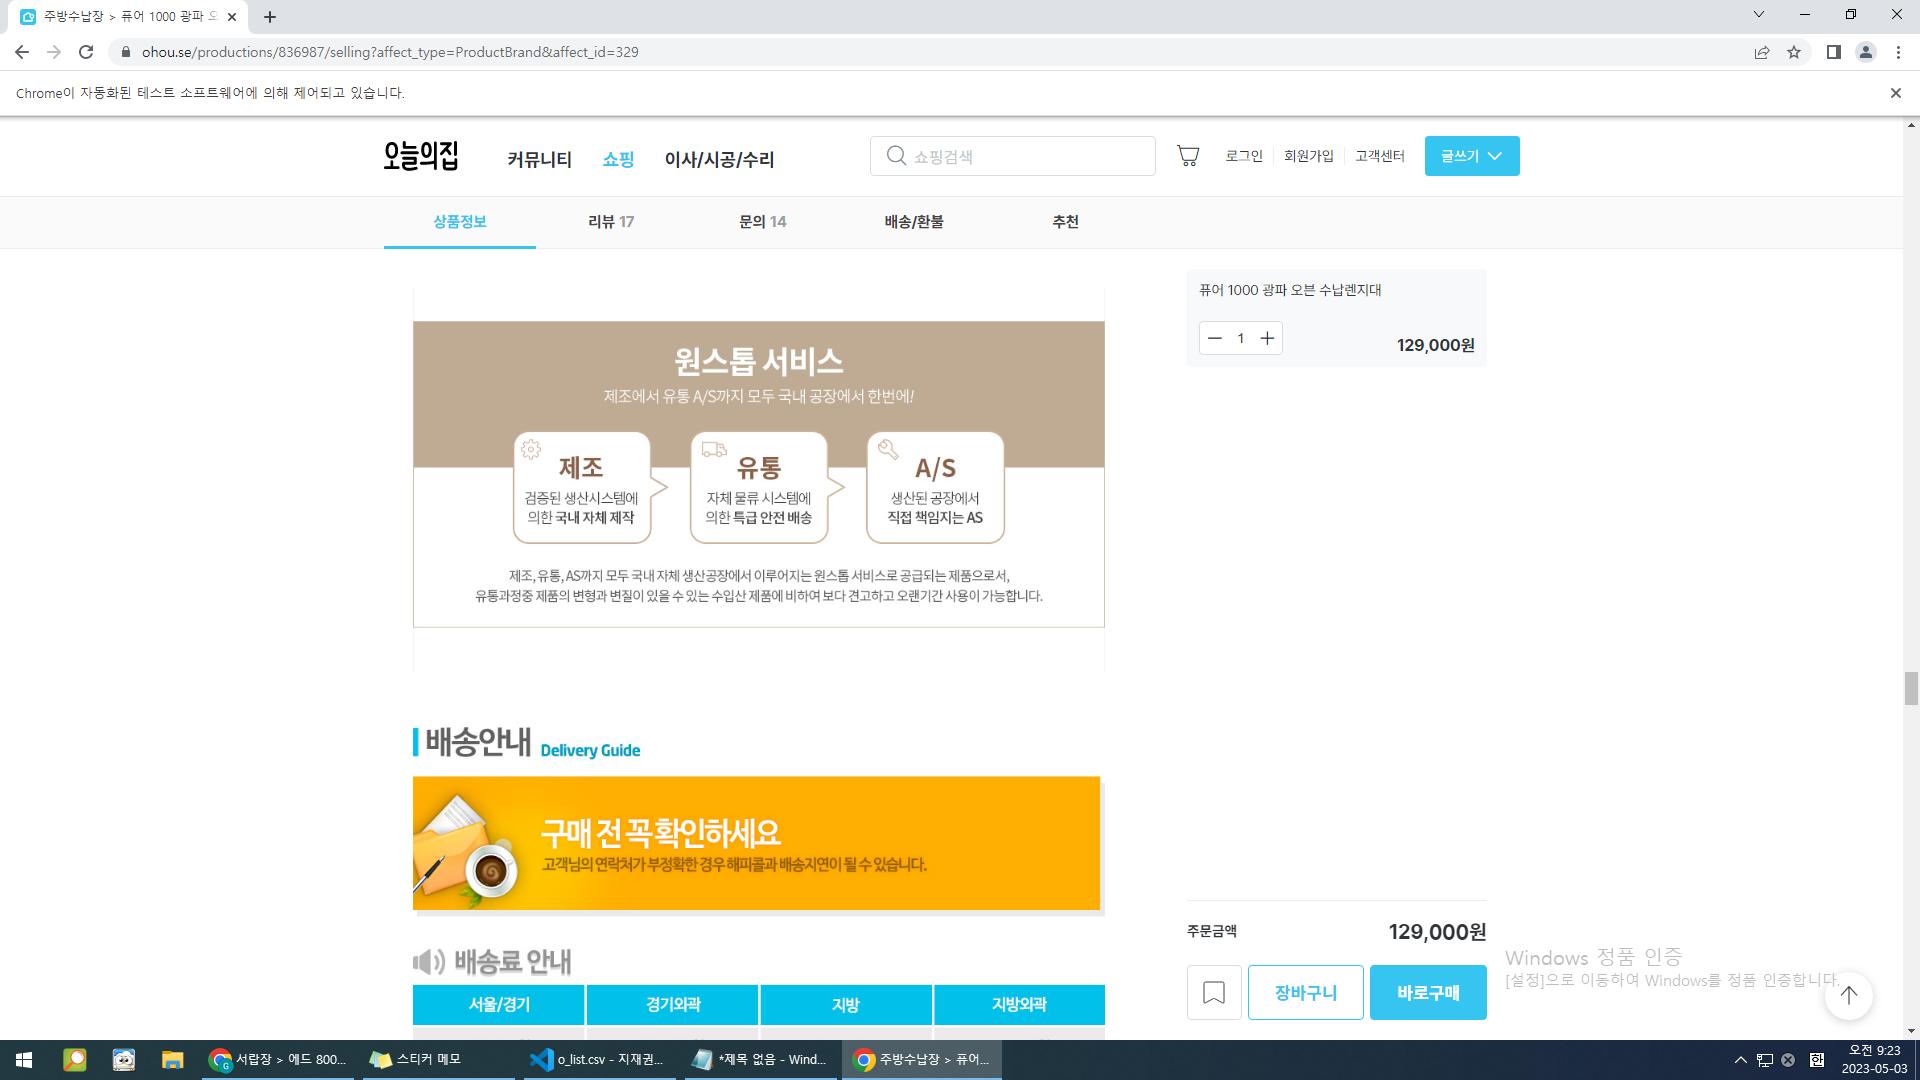 주방수납장 > 퓨어 1000 광파 오
ohou.se/productions/836987/selling?affect_type=ProductBrand&affect_id=329
Chrome이 자동화된 테스트 소프트웨어에 의해 제어되고 있습니다.
오늘의집
커뮤니티
쇼핑
이사/시공/수리
쇼핑검색
로그인
회원가입
고객센터
글쓰기
상품정보
리뷰 17
문의 14
배송/환불
추천
퓨어 1000 광파 오븐 수납렌지대
1
129,000원
원스톱 서비스
제조에서 유통 A/S까지 모두 국내 공장에서 한번에!
제조
검증된 생산시스템에
의한 국내 자체 제작
유통
자체 물류 시스템에
의한 특급 안전 배송
A/S
생산된 공장에서
직접 책임지는 AS
제조, 유통, AS까지 모두 국내 자체 생산공장에서 이루어지는 원스톱 서비스로 공급되는 제품으로서,
유통과정중 제품의 변형과 변질이 있을 수 있는 수입산 제품에 비하여 보다 견고하고 오랜기간 사용이 가능합니다.
배송안내 Delivery Guide
구매 전 꼭 확인하세요
고객님의 연락처가 부정확한 경우 해피콜과 배송지연이 될 수 있습니다.
배송료 안내
서울/경기
경기외곽
지방
지방외곽
주문금액
129,000원
장바구니
바로구매
Windows 정품 인증
[설정]으로 이동하여 Windows를 정품 인증합니다.
서랍장 > 에드 800...
스티커 메모
o_list.csv - 지재권...
*제목 없음 - Wind...
주방수납장 > 퓨어...
한
오전 9:23
2023-05-03